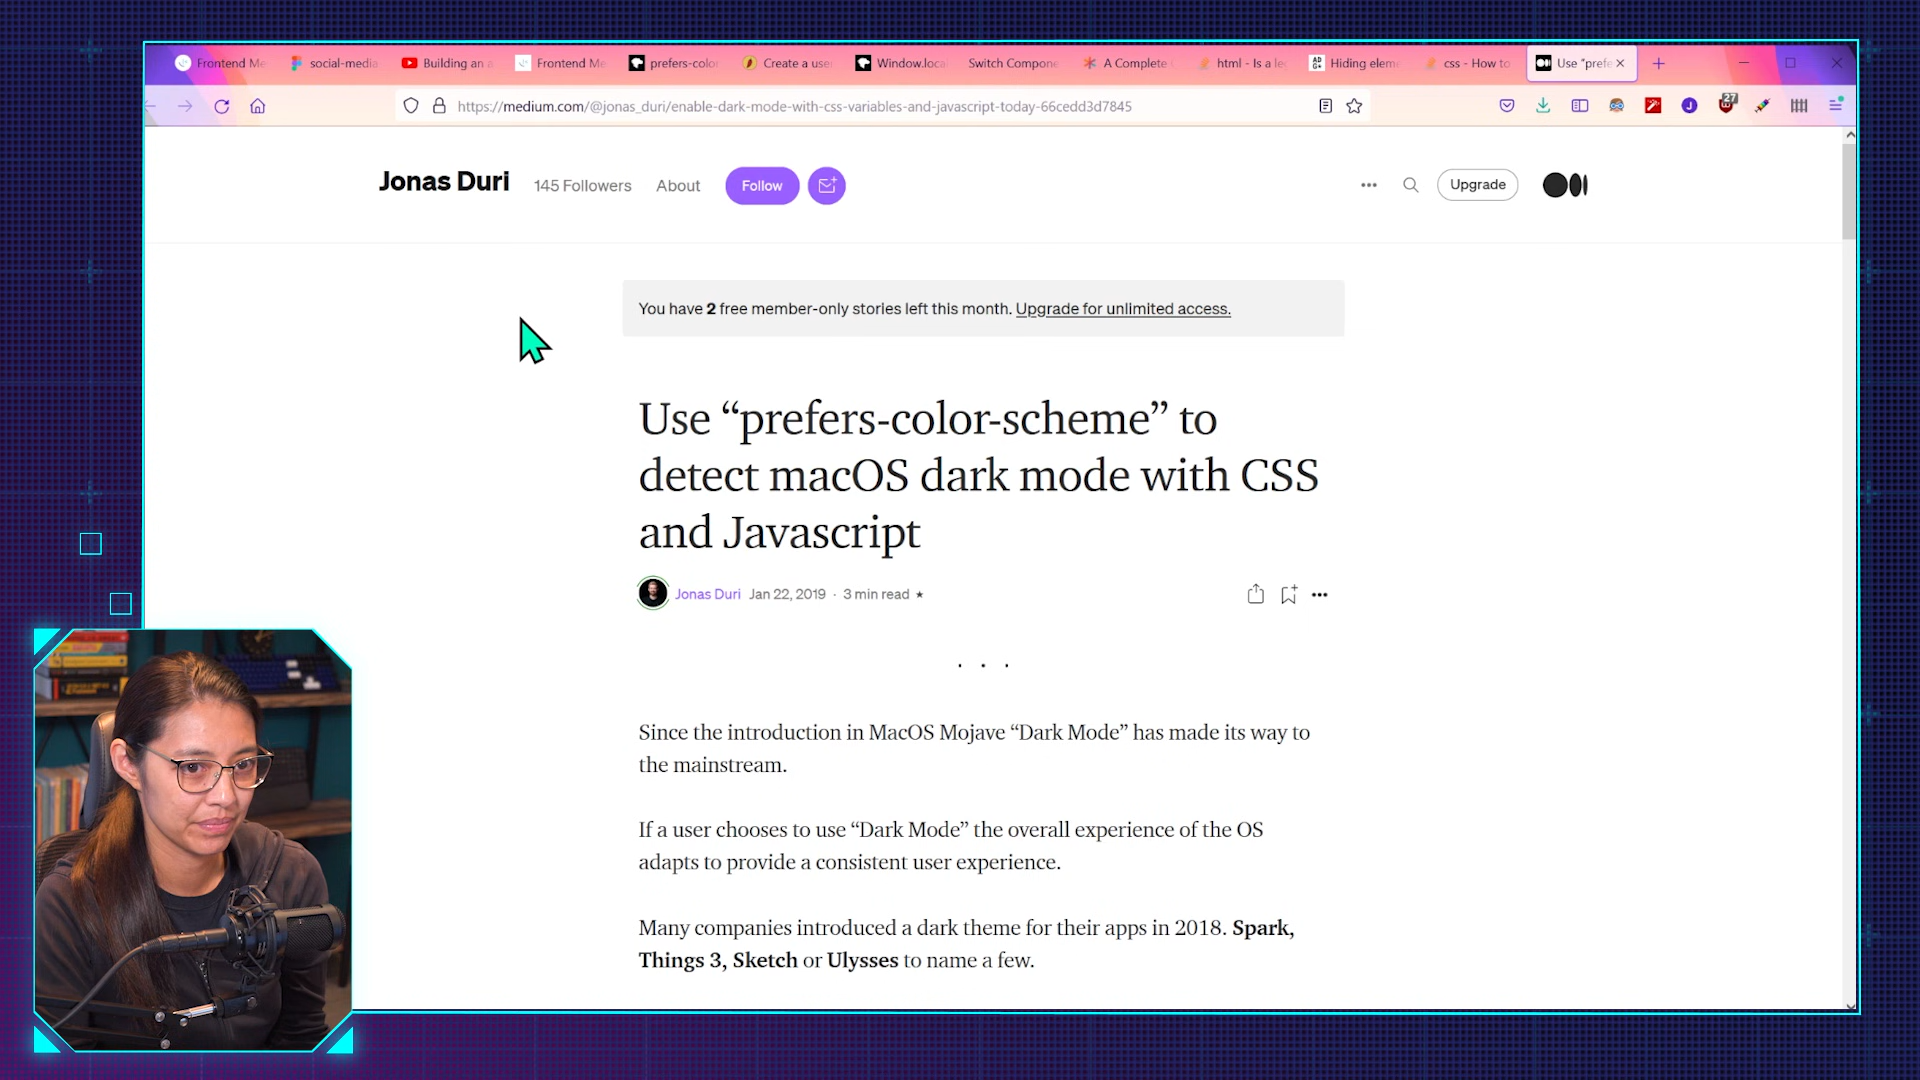 Frontend Me
social-media
Building an a
Frontend Me
prefers-color
Create a user
Window.loca
Switch Compone
A Complete
html - Is a le
Hiding eleme
css - How to
Use "prefe
https://medium.com/@jonas_duri/enable-dark-mode-with-css-variables-and-javascript-today-66cedd3d7845
27
Jonas Duri
145 Followers
About
Follow
Upgrade
You have 2 free member-only stories left this month. Upgrade for unlimited access.
Use “prefers-color-scheme” to
detect macOS dark mode with CSS
and Javascript
Jonas Duri Jan 22, 2019 · 3 min read
Since the introduction in MacOS Mojave “Dark Mode” has made its way to
the mainstream.
If a user chooses to use “Dark Mode” the overall experience of the OS
adapts to provide a consistent user experience.
Many companies introduced a dark theme for their apps in 2018. Spark,
Things 3, Sketch or Ulysses to name a few.